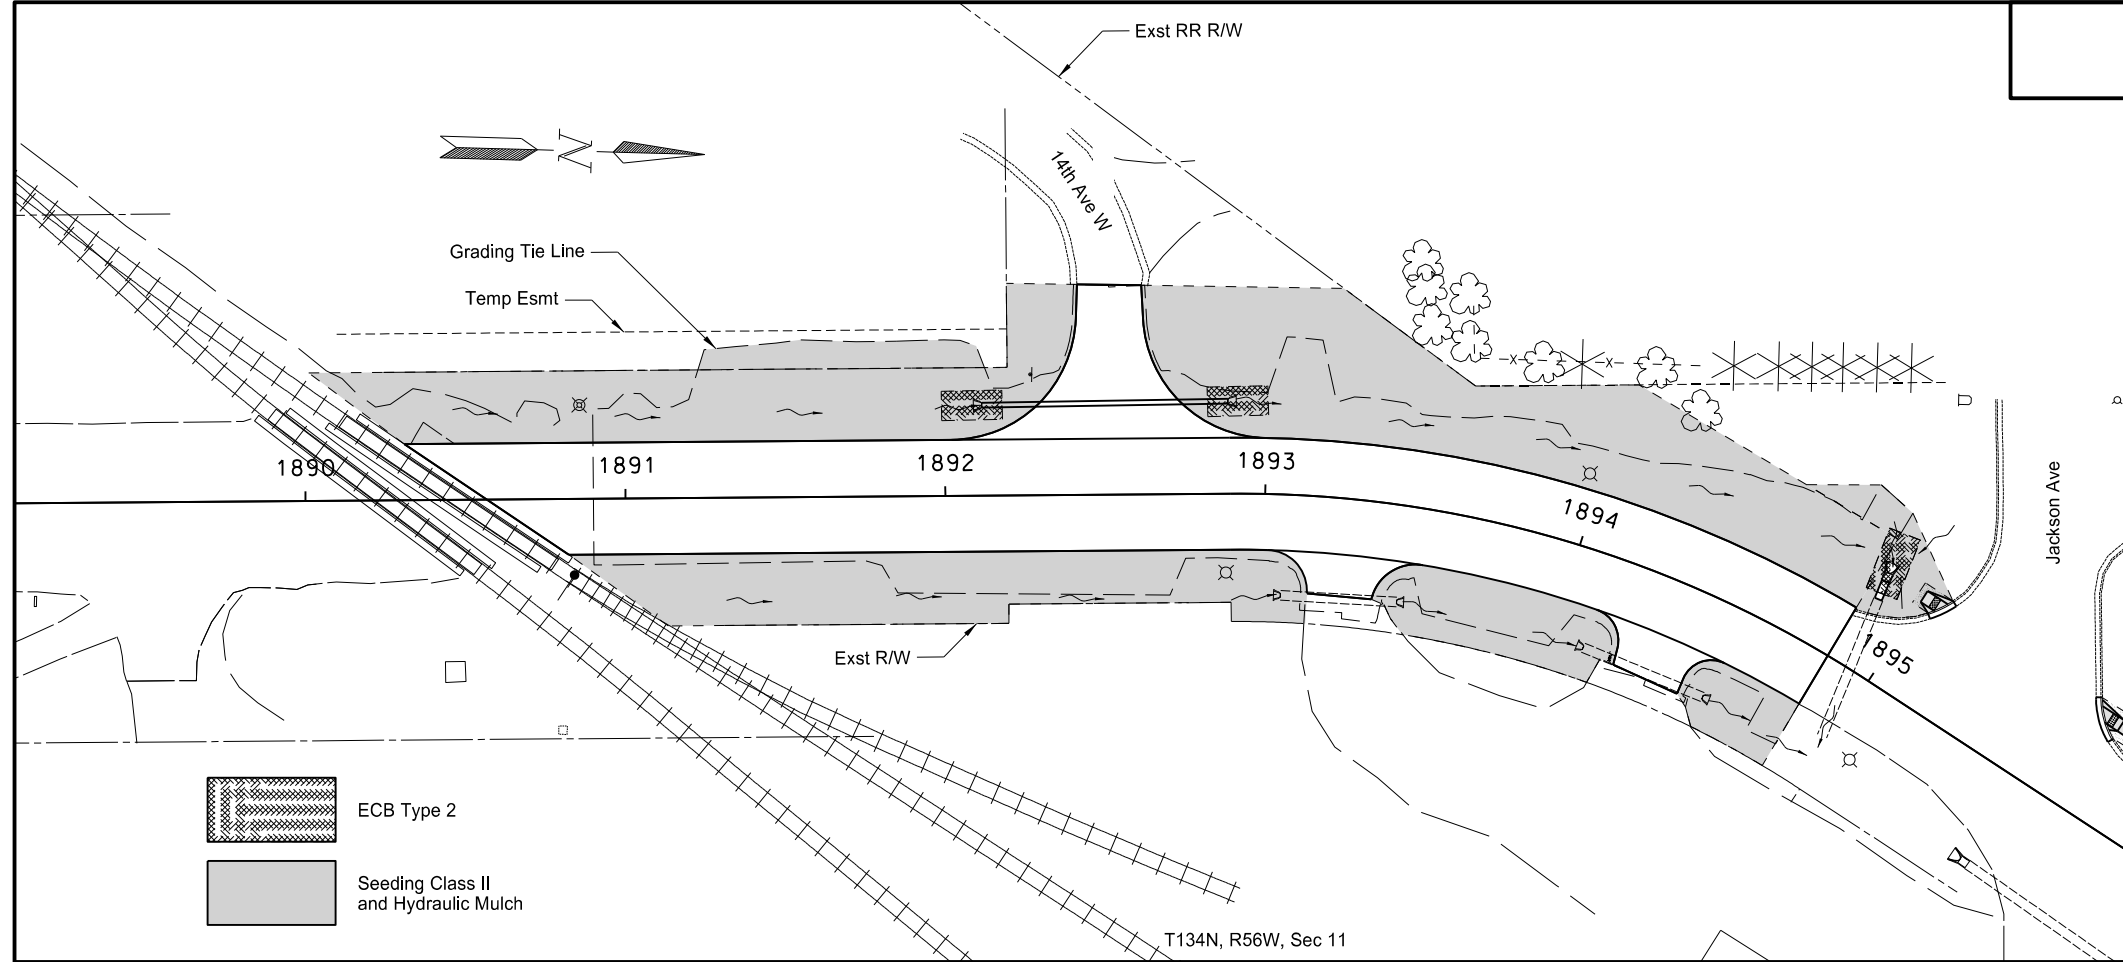 Exst RR R/W
N
14th Ave W
Grading Tie Line
Temp Esmt
X
X
1890
1891
1892
1893
1894
1895
Jackson Ave
Exst R/W
ECB Type 2
Seeding Class II
and Hydraulic Mulch
T134N, R56W, Sec 11